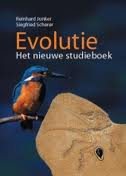 Reinhard Junker
Siegfried Scherer
Evolutie
Het nieuwe studieboek